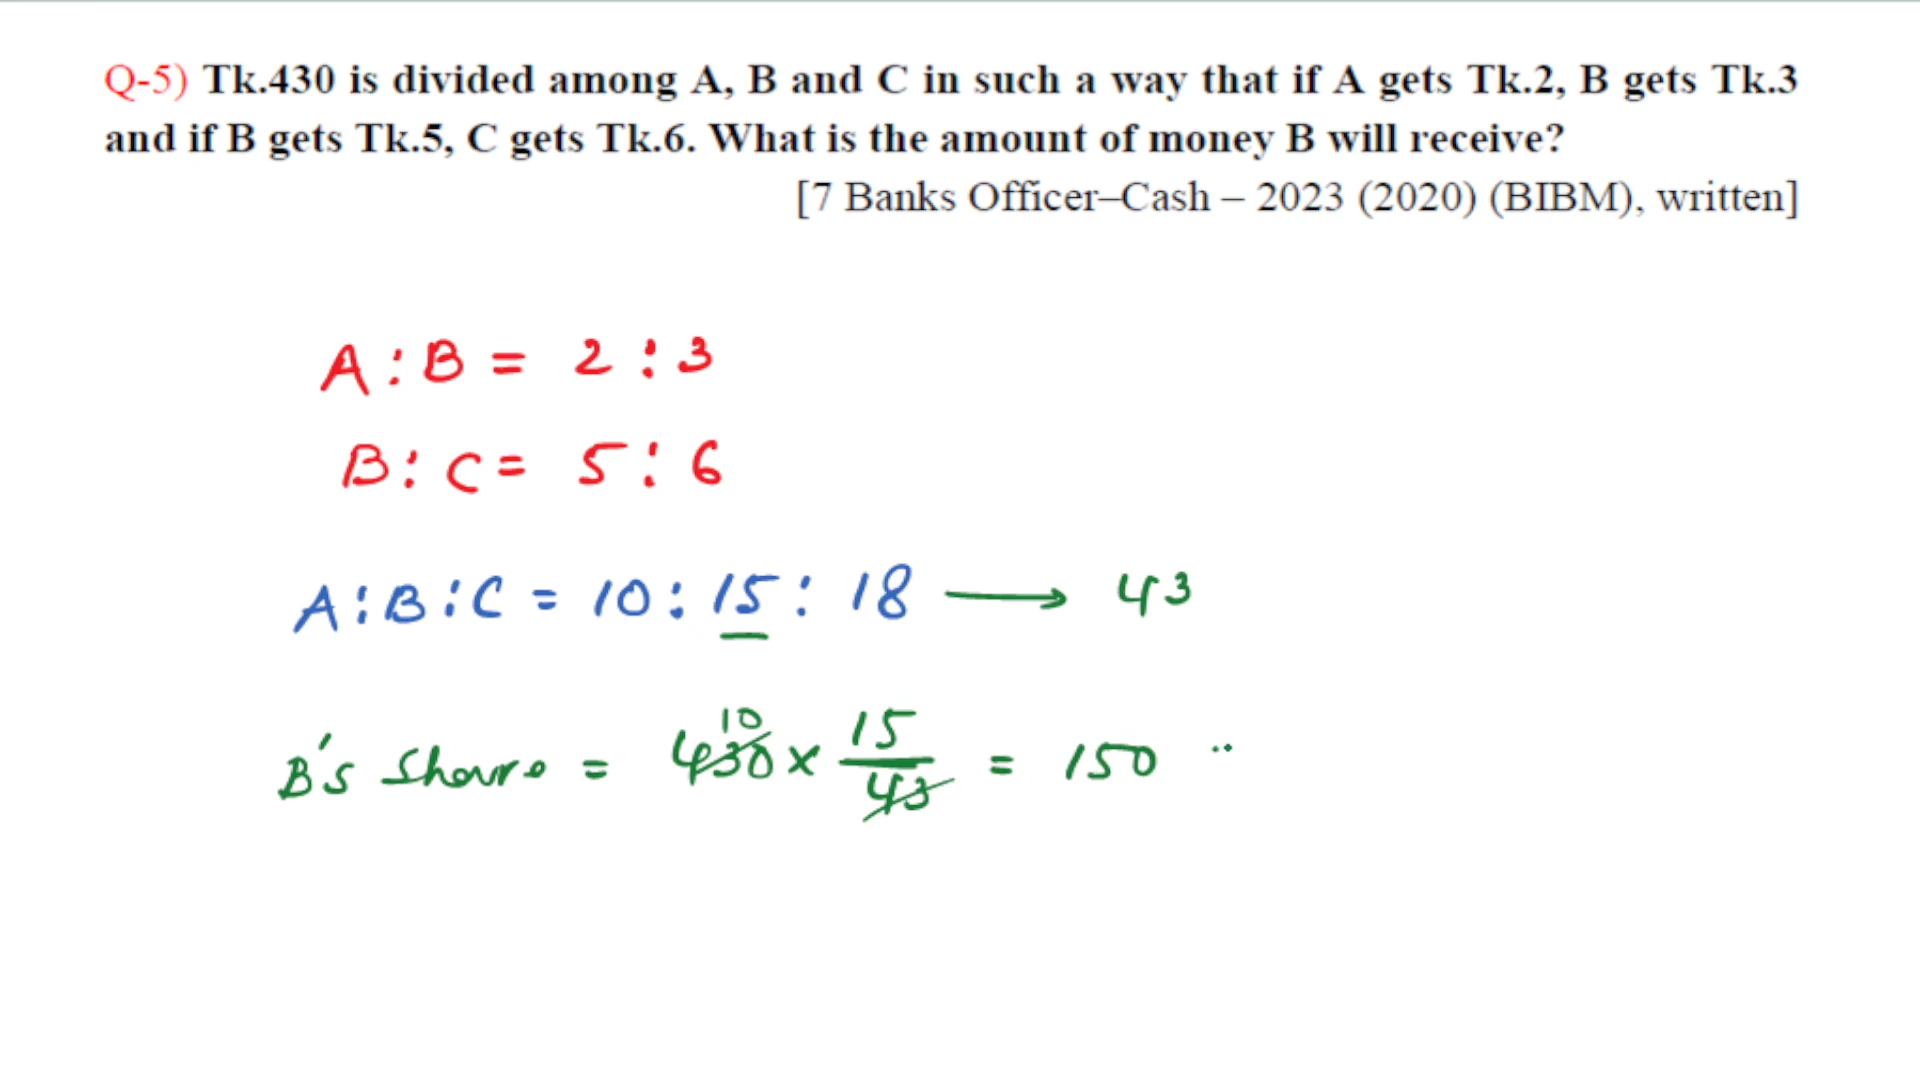 Q-5) Tk.430 is divided among A, B and C in such a way that if A gets Tk.2, B gets Tk.3
and if B gets Tk.5, C gets Tk.6. What is the amount of money B will receive?
[7 Banks Officer–Cash – 2023 (2020) (BIBM), written]
A : B = 2 : 3
B : C = 5 : 6
A : B : C = 10 : 15 : 18 → 43
10
B's Share = 430 × 15/43 = 150